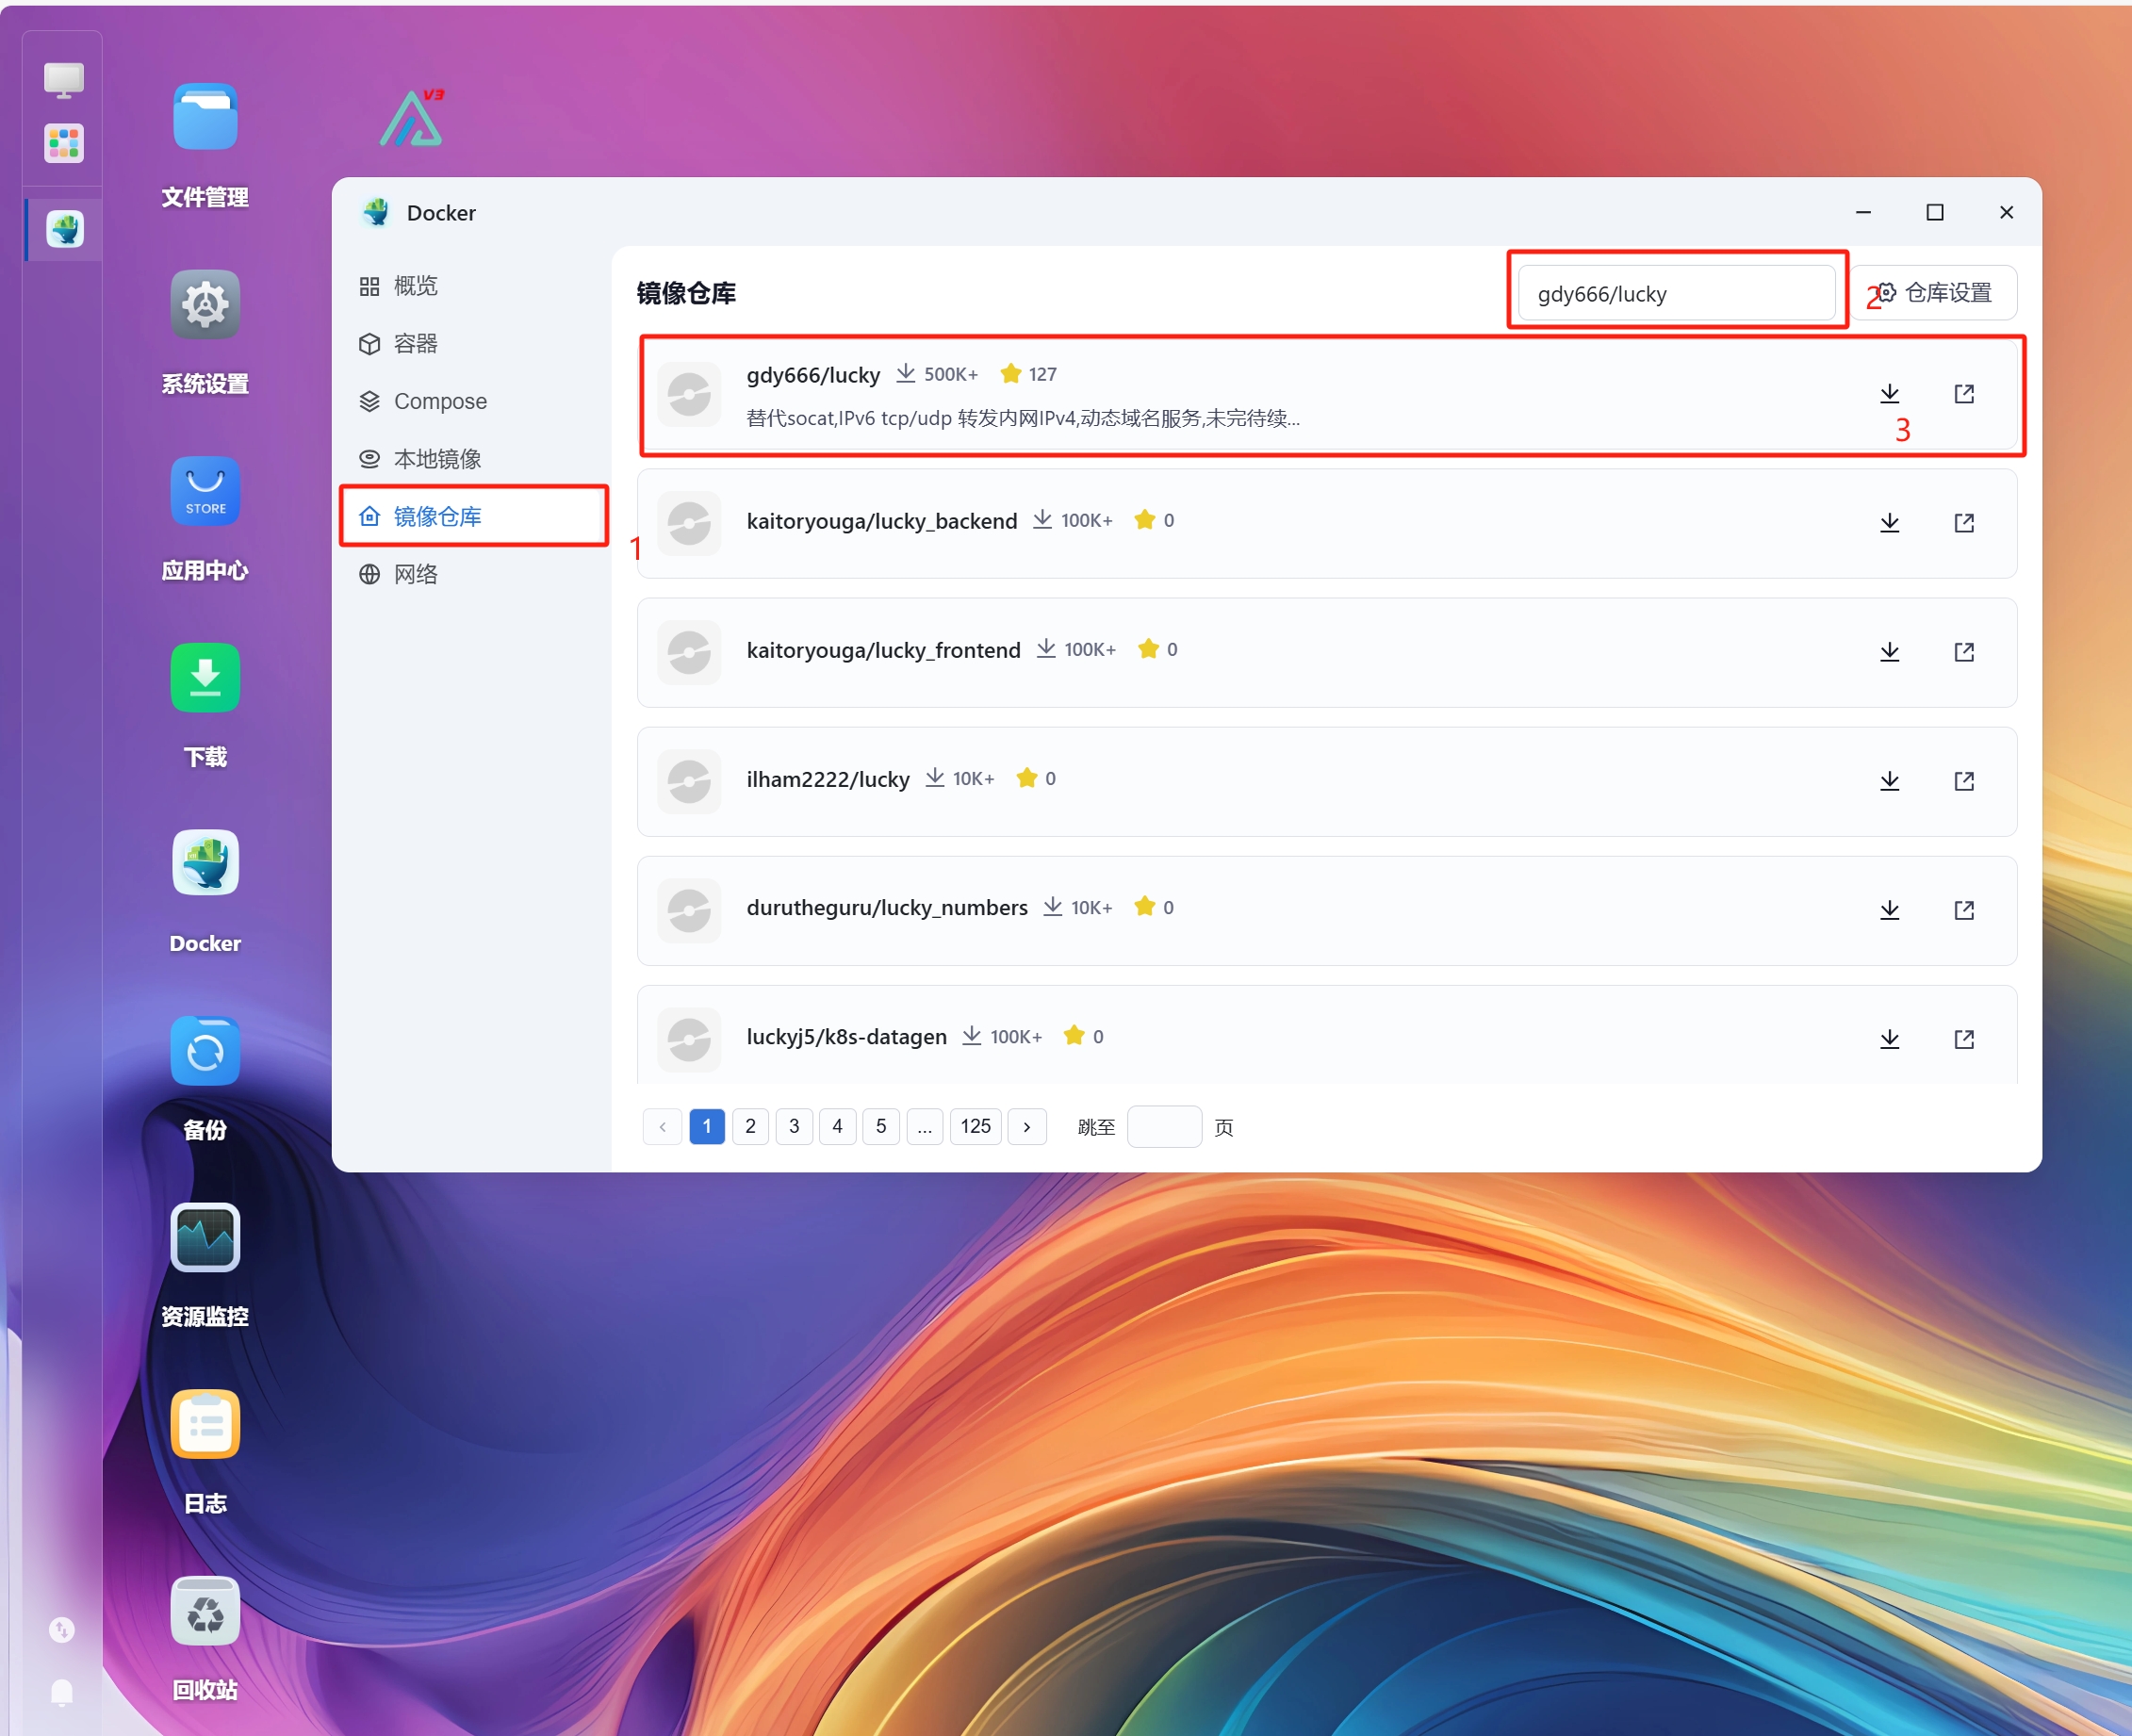 V3
文件管理
系统设置
STORE
应用中心
下载
Docker
备份
资源监控
日志
回收站
Docker
概览
容器
Compose
本地镜像
镜像仓库
1
网络
镜像仓库
gdy666/lucky
2
仓库设置
gdy666/lucky 500K+ 127
替代socat,IPv6 tcp/udp 转发内网IPv4,动态域名服务,未完待续...
3
kaitoryouga/lucky_backend 100K+ 0
kaitoryouga/lucky_frontend 100K+ 0
ilham2222/lucky 10K+ 0
durutheguru/lucky_numbers 10K+ 0
luckyj5/k8s-datagen 100K+ 0
1 2 3 4 5 ... 125 跳至 页